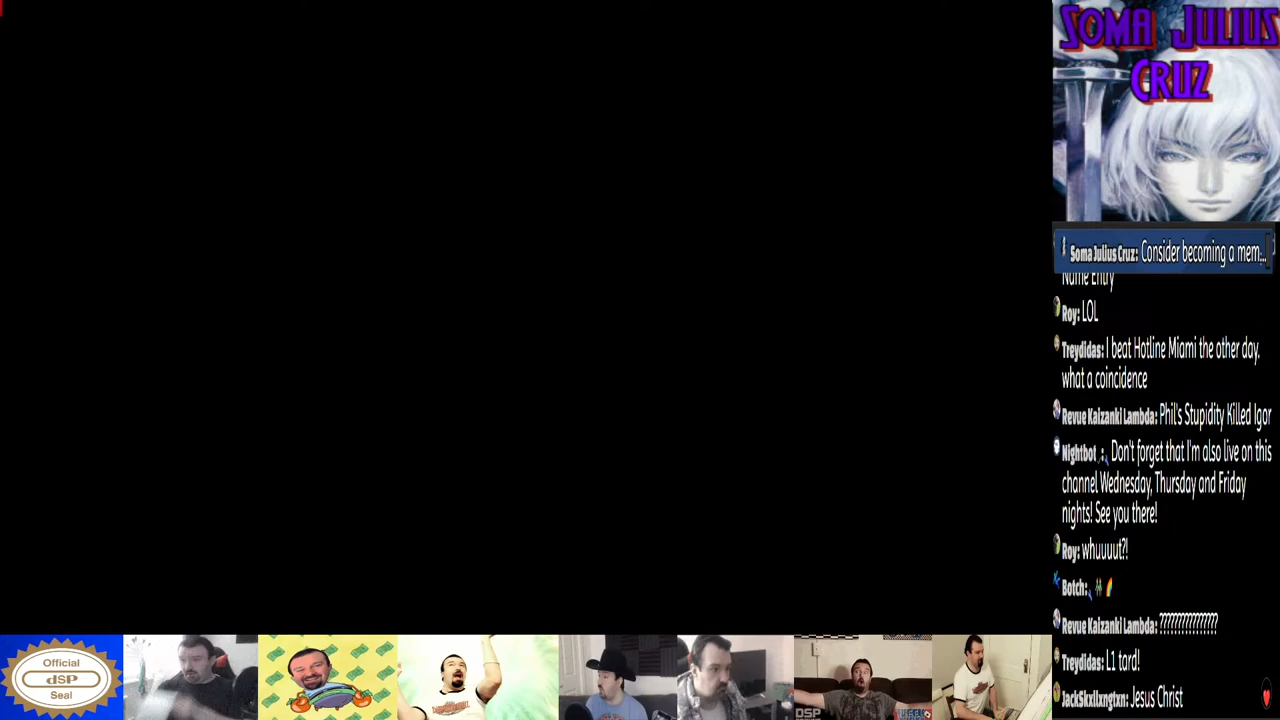 SOMA JULIUS
CRUZ
Soma Julius Cruz: Consider becoming a mem...
Name Entry
Roy: LOL
Treydidas: I beat Hotline Miami the other day.
what a coincidence
Revue Kaizanki Lambda: Phil's Stupidity Killed Igor
Nightbot: Don't forget that I'm also live on this
channel Wednesday, Thursday and Friday
nights! See you there!
Roy: whuuuut?!
Botch:
Revue Kaizanki Lambda: ???????????????
Treydidas: L1 tard!
Jesus Christ
Official
dSP
Seal
DSP